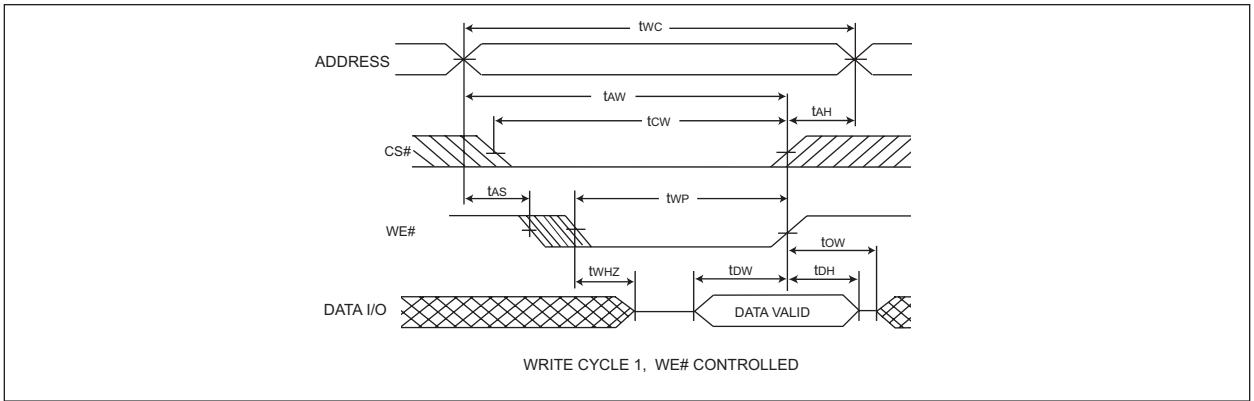 tWC
ADDRESS
tAW
tAH
tCW
CS#
tAS
tWP
WE#
tOW
tWHZ
tDW
tDH
DATA I/O
DATA VALID
WRITE CYCLE 1, WE# CONTROLLED